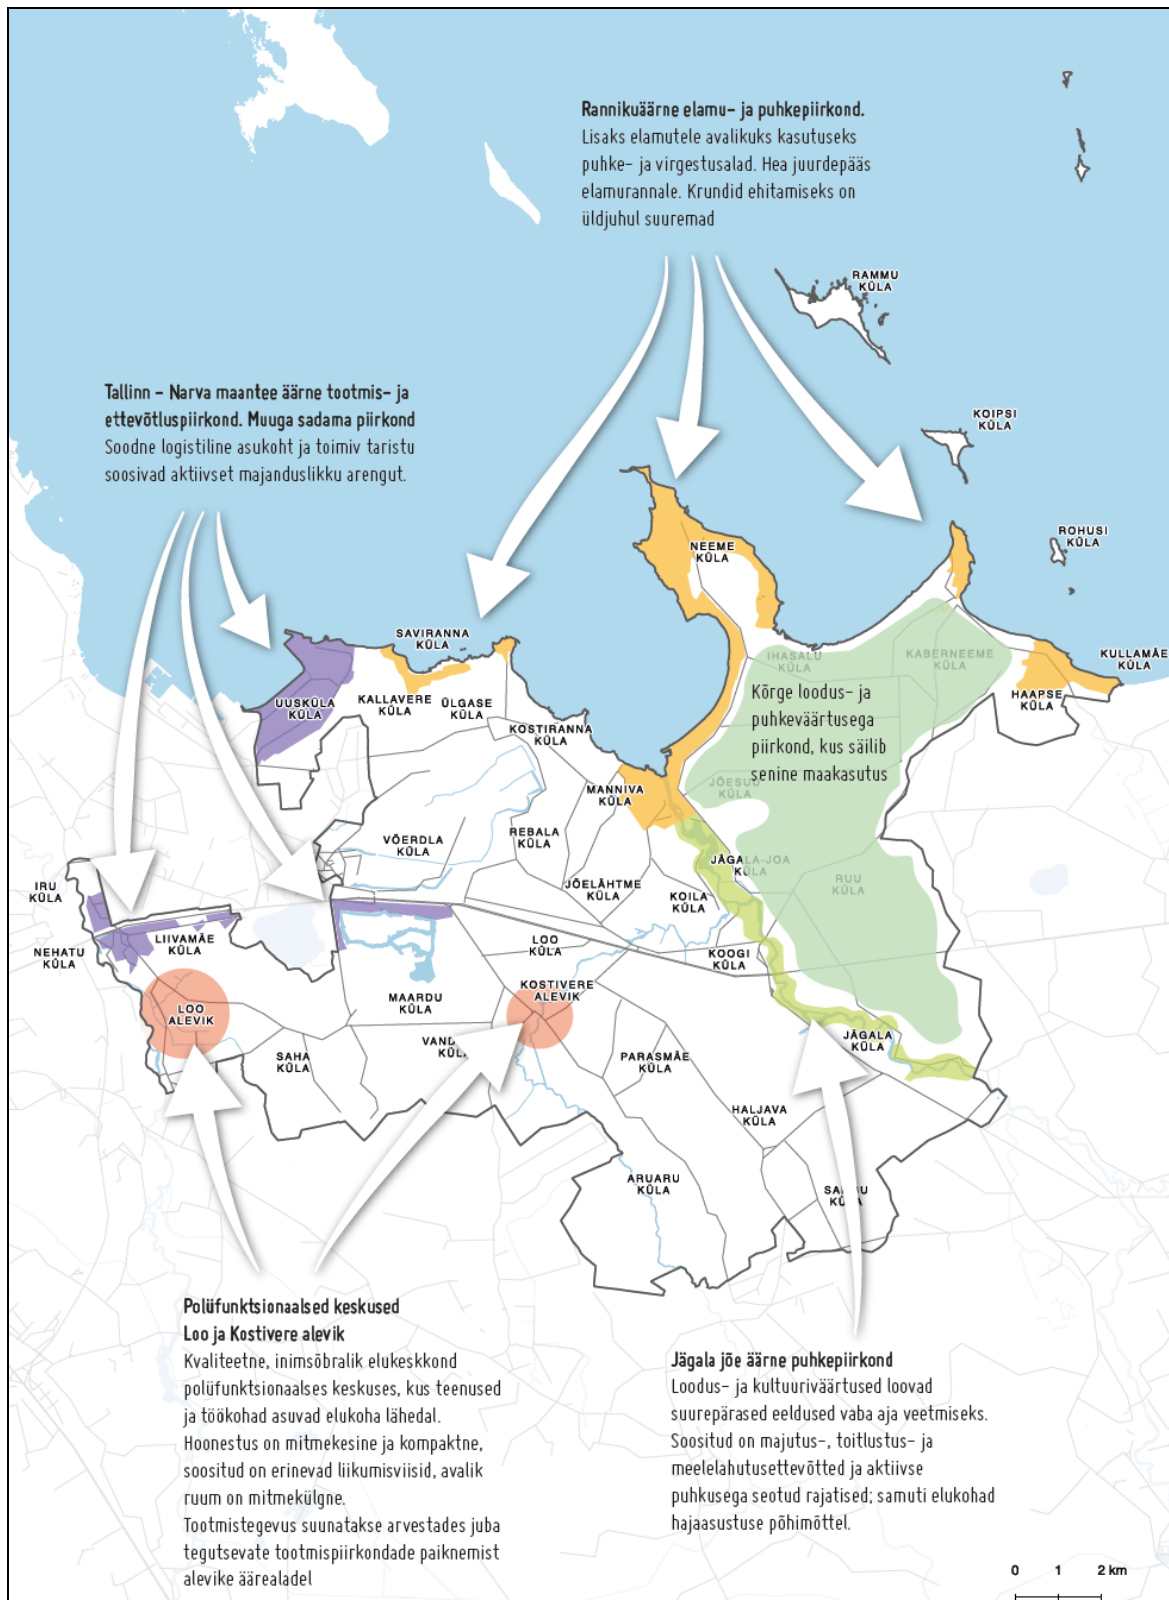 Rannikuäärne elamu- ja puhkepiirkond.
Lisaks elamutele avalikuks kasutuseks
puhke- ja virgestusalad. Hea juurdepääs
elamurannale. Krundid ehitamiseks on
üldjuhul suuremad
RAMMU
KÜLA
Tallinn - Narva maantee äärne tootmis- ja
ettevõtluspiirkond. Muuga sadama piirkond
Soodne logistiline asukoht ja toimiv taristu
soosivad aktiivset majanduslikku arengut.
KOIPSI
KÜLA
ROHUSI
KÜLA
NEEME
KÜLA
SAVIRANNA
KÜLA
IHASALU
KÜLA
KABERNEEME
KÜLA
KULLAMÄE
KÜLA
UUSKÜLA
KÜLA
KALLAVERE
KÜLA
ÜLGASE
KÜLA
HAAPSE
KÜLA
Kõrge loodus- ja
puhkeväärtusega
piirkond, kus säilib
senine maakasutus
KOSTIRANNA
KÜLA
JÕESUU
KÜLA
MANNIVA
KÜLA
VÕERDLA
KÜLA
REBALA
KÜLA
JÄGALA-JOA
KÜLA
RUU
KÜLA
IRU
KÜLA
JÕELÄHTME
KÜLA
KOILA
KÜLA
NEHATU
KÜLA
LIIVAMÄE
KÜLA
LOO
KÜLA
KOOGI
KÜLA
KOSTIVERE
ALEVIK
MAARDU
KÜLA
LOO
ALEVIK
JÄGALA
KÜLA
VAND
KÜL
SAHA
KÜLA
PARASMÄE
KÜLA
HALJAVA
KÜLA
ARUARU
KÜLA
SA U
KÜLA
Polüfunktsionaalsed keskused
Loo ja Kostivere alevik
Kvaliteetne, inimsõbralik elukeskkond
polüfunktsionaalses keskuses, kus teenused
ja töökohad asuvad elukoha lähedal.
Hoonestus on mitmekesine ja kompaktne,
soositud on erinevad liikumisviisid, avalik
ruum on mitmekülgne.
Tootmistegevus suunatakse arvestades juba
tegutsevate tootmispiirkondade paiknemist
alevike äärealadel
Jägala jõe äärne puhkepiirkond
Loodus- ja kultuuriväärtused loovad
suurepärased eeldused vaba aja veetmiseks.
Soositud on majutus-, toitlustus- ja
meelelahutusettevõtted ja aktiivse
puhkusega seotud rajatised; samuti elukohad
hajaasustuse põhimõttel.
0 1 2 km